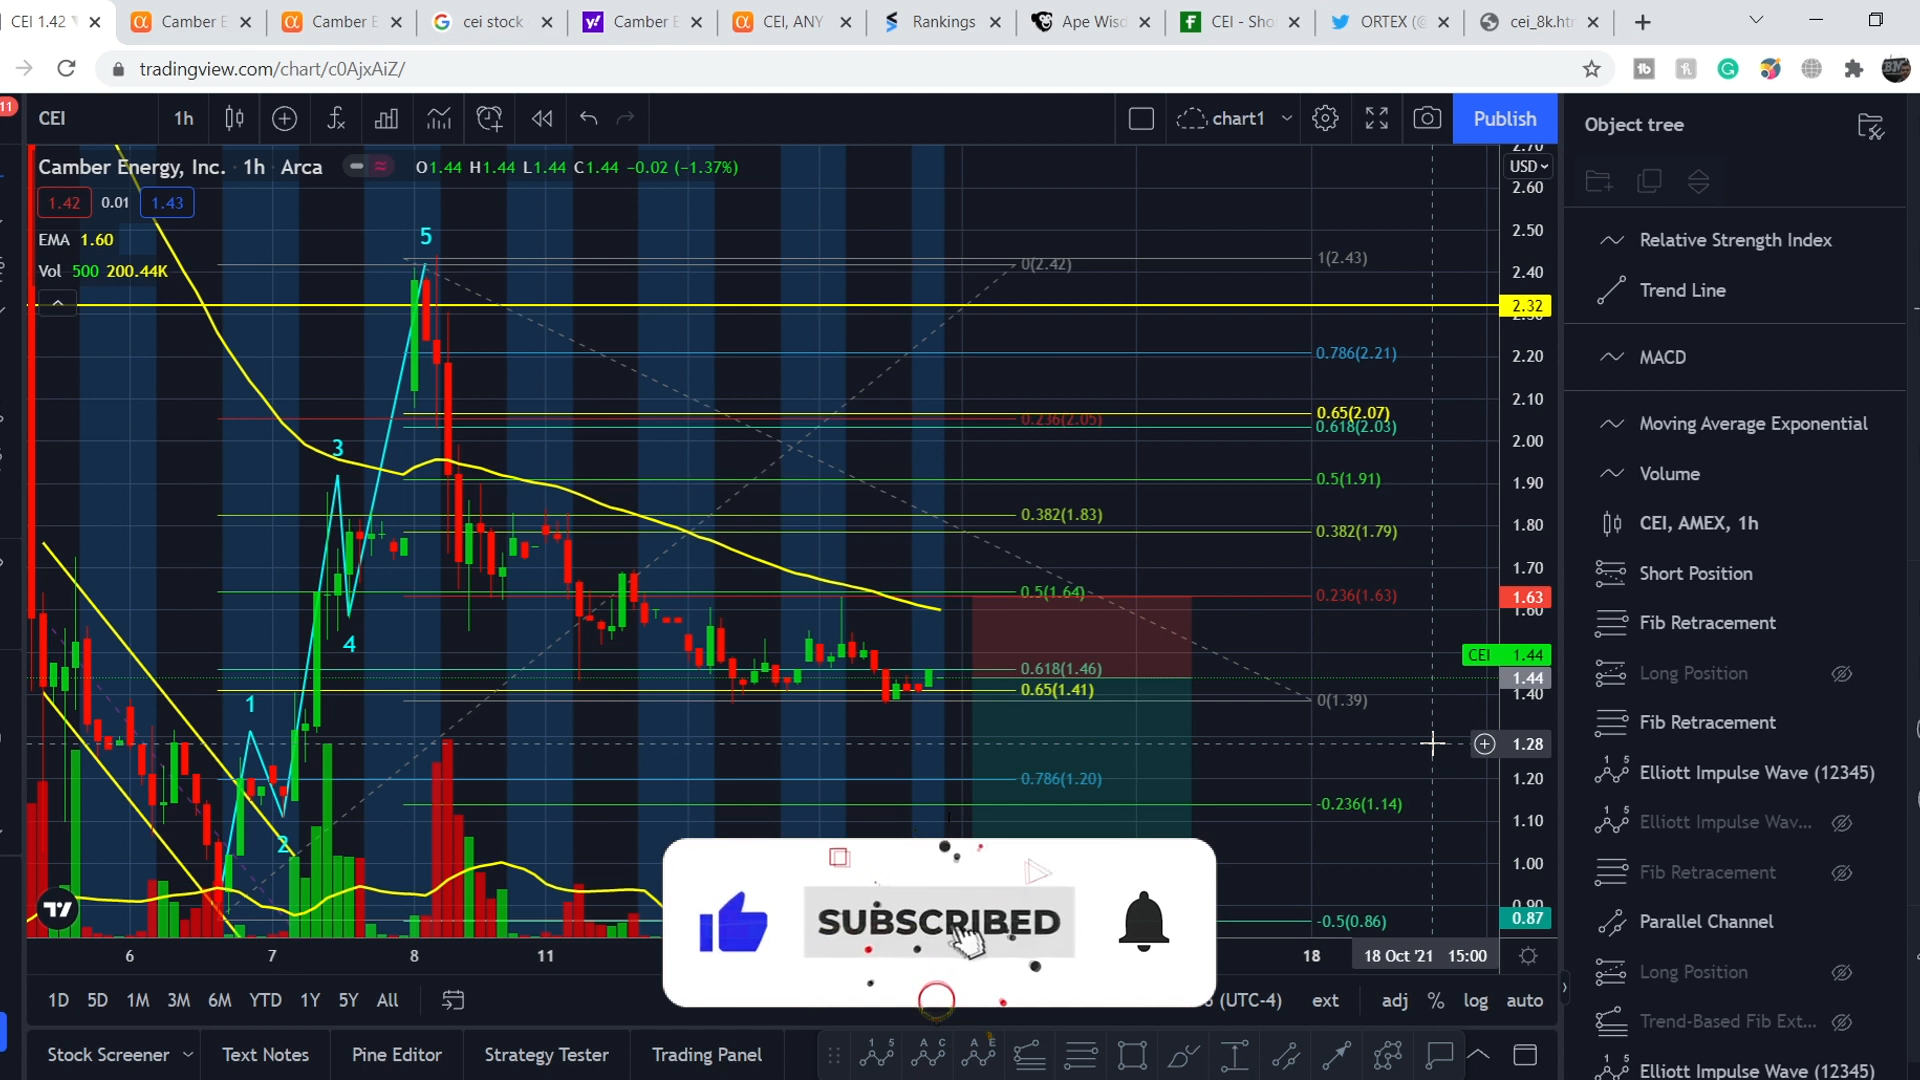 CEI 1.42
Camber E
Camber E
cei stock
Camber E
CEI, ANY
Rankings
Ape Wisd
CEI - Sho
ORTEX (@
cei_8k.htm
tradingview.com/chart/c0AjxAiZ/
11
CEI
1h
chart1
Publish
Object tree
Camber Energy, Inc. 1h Arca
O1.44 H1.44 L1.44 C1.44 -0.02 (-1.37%)
USD
1.42 0.01 1.43
EMA 1.60
Vol 500 200.44K
1
2
3
4
5
1(2.43)
0(2.42)
0.786(2.21)
0.65(2.07)
0.236(2.05)
0.618(2.03)
0.5(1.91)
0.382(1.83)
0.382(1.79)
0.5(1.64)
0.236(1.63)
0.618(1.46)
0.65(1.41)
0(1.39)
0.786(1.20)
-0.236(1.14)
-0.5(0.86)
2.70
2.60
2.50
2.40
2.32
2.30
2.20
2.10
2.00
1.90
1.80
1.70
1.63
1.60
CEI 1.44
1.44
1.40
1.28
1.20
1.10
1.00
0.90
0.87
Relative Strength Index
Trend Line
MACD
Moving Average Exponential
Volume
CEI, AMEX, 1h
Short Position
Fib Retracement
Long Position
Fib Retracement
Elliott Impulse Wave (12345)
Elliott Impulse Wav...
Fib Retracement
Parallel Channel
Long Position
Trend-Based Fib Ext...
Elliott Impulse Wave (12345)
SUBSCRIBED
6
7
8
11
18
18 Oct '21 15:00
1D 5D 1M 3M 6M YTD 1Y 5Y All
(UTC-4) ext adj % log auto
Stock Screener
Text Notes
Pine Editor
Strategy Tester
Trading Panel